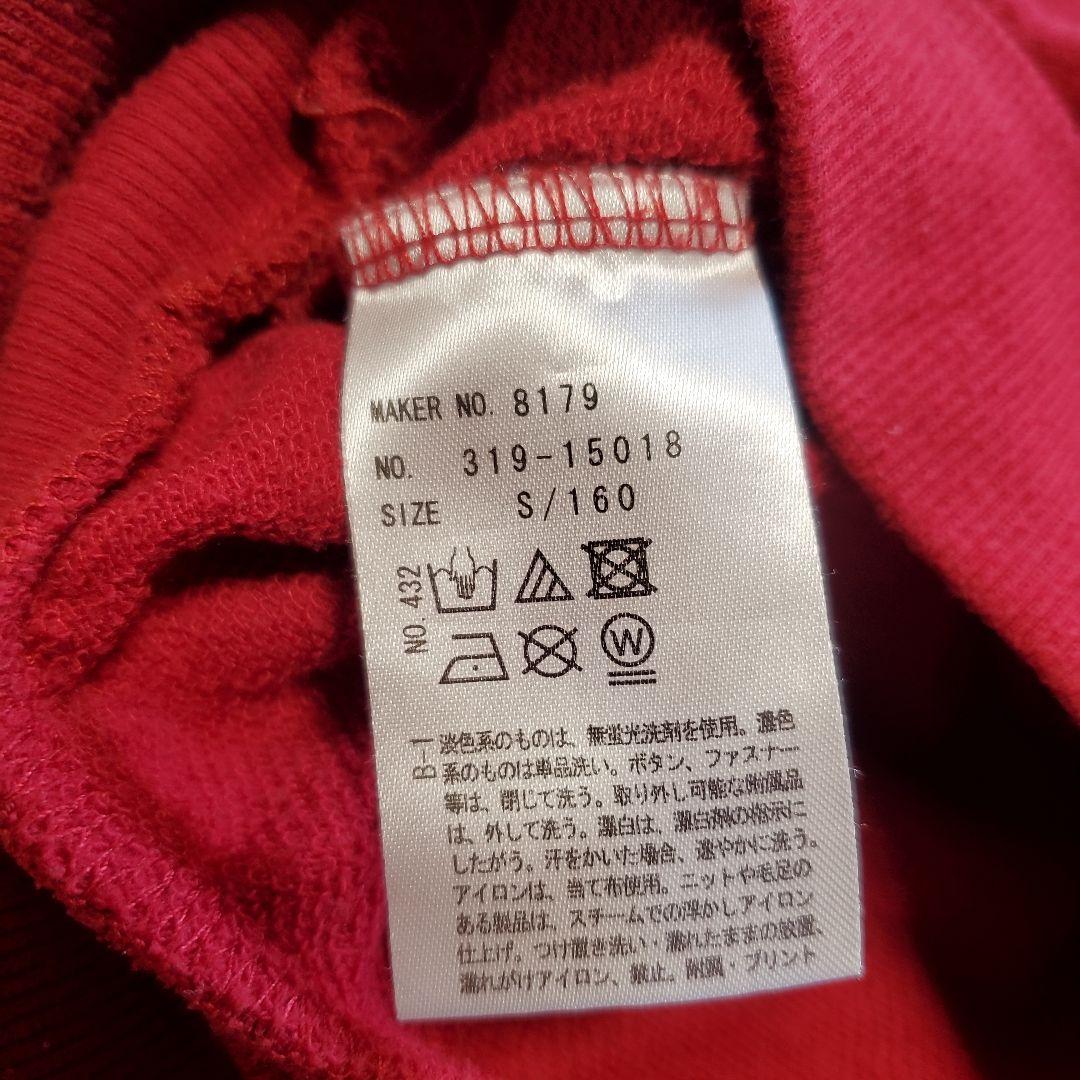 MAKER NO. 8179
NO. 319-15018
SIZE S/160
NO. 432
W
B-1
淡色系のものは、無蛍光洗剤を使用。濃色
系のものは単品洗い。ボタン、ファスナー
等は、閉じて洗う。取り外し可能な附属品
は、外して洗う。漂白は、漂白剤の指示に
したがう。汗をかいた場合、速やかに洗う。
アイロンは、当て布使用。ニットや毛足の
ある製品は、スチームでの浮かしアイロン
仕上げ。つけ置き洗い・濡れたままの放置、
濡れがけアイロン、禁止。附属・プリント